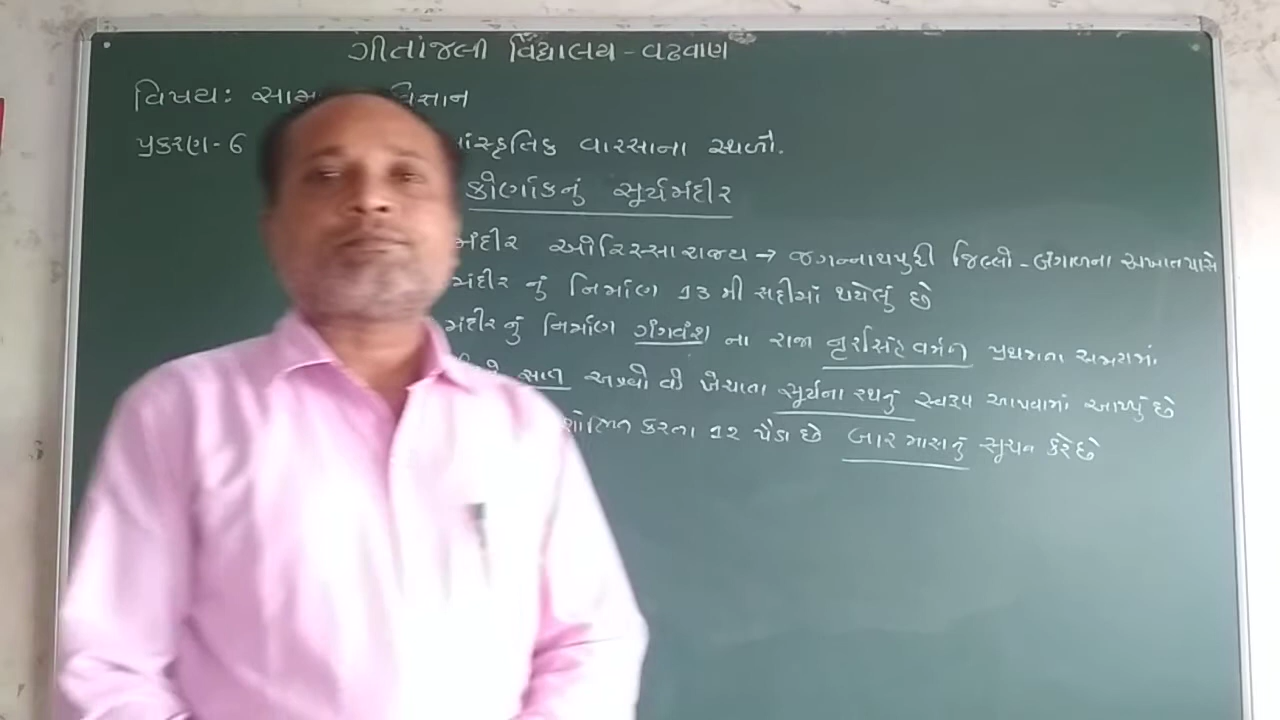 ગીતાંજલી વિદ્યાલય - વઢવાણ
વિષય: સામ વિજ્ઞાન
પ્રકરણ-6 સાંસ્કૃતિક વારસાના સ્થળો.
કોર્ણાકનું સૂર્યમંદીર
મંદીર ઓરિસ્સા રાજ્ય → જગન્નાથપુરી જિલ્લો - બંગાળના અખાત પાસે
મંદીર નું નિર્માણ 13 મી સદીમાં થયેલું છે
મંદીર નું નિર્માણ ગંગવંશ ના રાજા નૃસિંહ વર્મન પ્રથમના સમયમાં
સાત અશ્વો થી ખેંચાતા સૂર્યના રથનું સ્વરૂપ આપવામાં આવ્યું છે
કરતા 12 પૈડા છે બાર માસનું સૂચન કરે છે